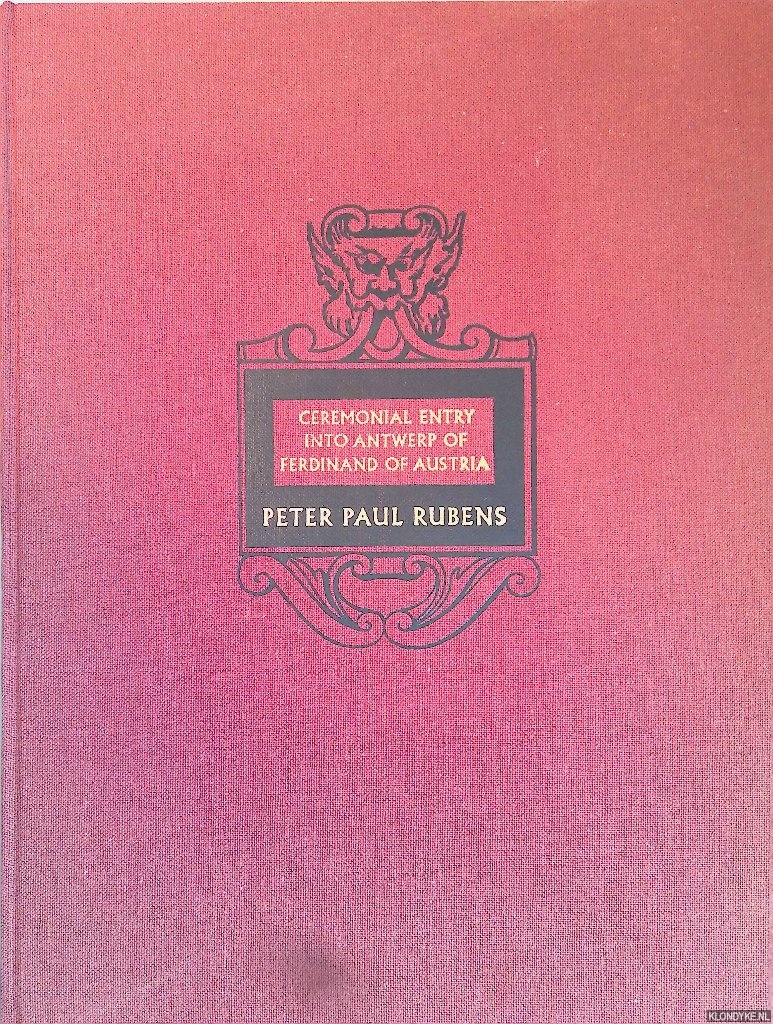 CEREMONIAL ENTRY
INTO ANTWERP OF
FERDINAND OF AUSTRIA
PETER PAUL RUBENS
KLONDYKE.NL